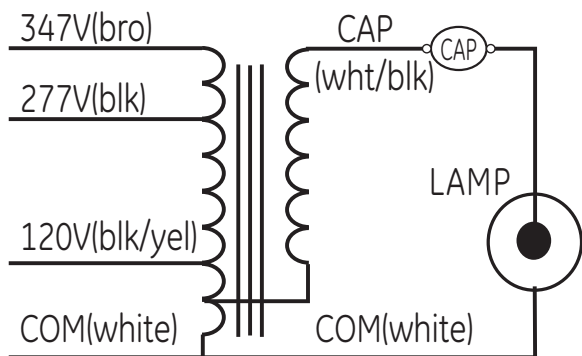 347V(bro)
CAP
CAP
(wht/blk)
277V(blk)
LAMP
120V(blk/yel)
COM(white)
COM(white)